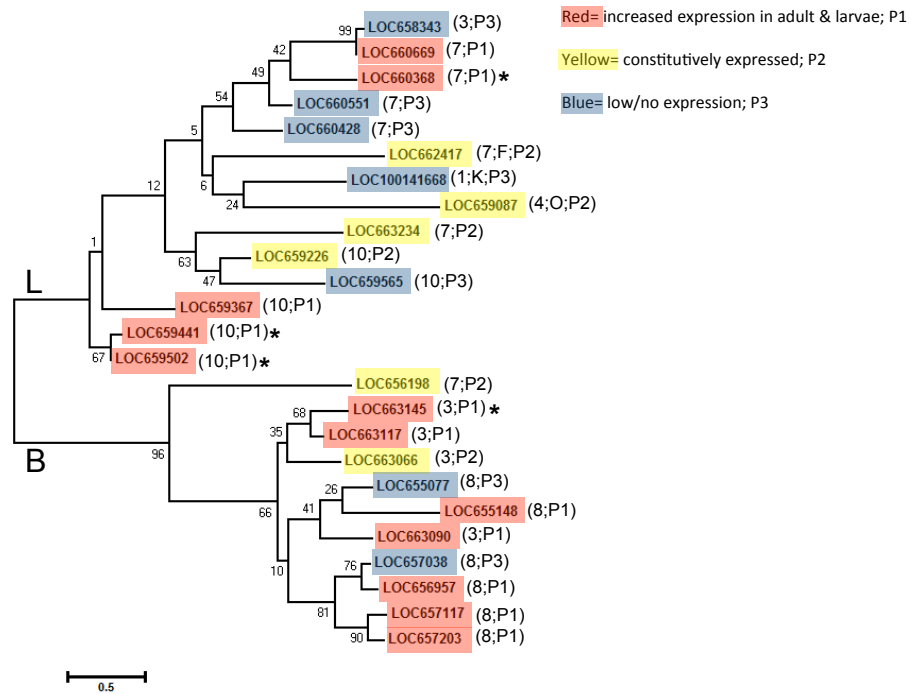 Red= increased expression in adult & larvae; P1
Yellow= constitutively expressed; P2
Blue= low/no expression; P3
99 LOC658343 (3;P3)
42 LOC660669 (7;P1)
LOC660368 (7;P1)*
49 LOC660551 (7;P3)
54 LOC660428 (7;P3)
5 LOC662417 (7;F;P2)
6 LOC100141668 (1;K;P3)
24 LOC659087 (4;O;P2)
12 LOC663234 (7;P2)
63 LOC659226 (10;P2)
47 LOC659565 (10;P3)
1
L LOC659367 (10;P1)
LOC659441 (10;P1)*
67 LOC659502 (10;P1)*
LOC656198 (7;P2)
68 LOC663145 (3;P1)*
35 LOC663117 (3;P1)
B 96 LOC663066 (3;P2)
26 LOC655077 (8;P3)
66 41 LOC655148 (8;P1)
LOC663090 (3;P1)
10 76 LOC657038 (8;P3)
LOC656957 (8;P1)
81 LOC657117 (8;P1)
90 LOC657203 (8;P1)
0.5